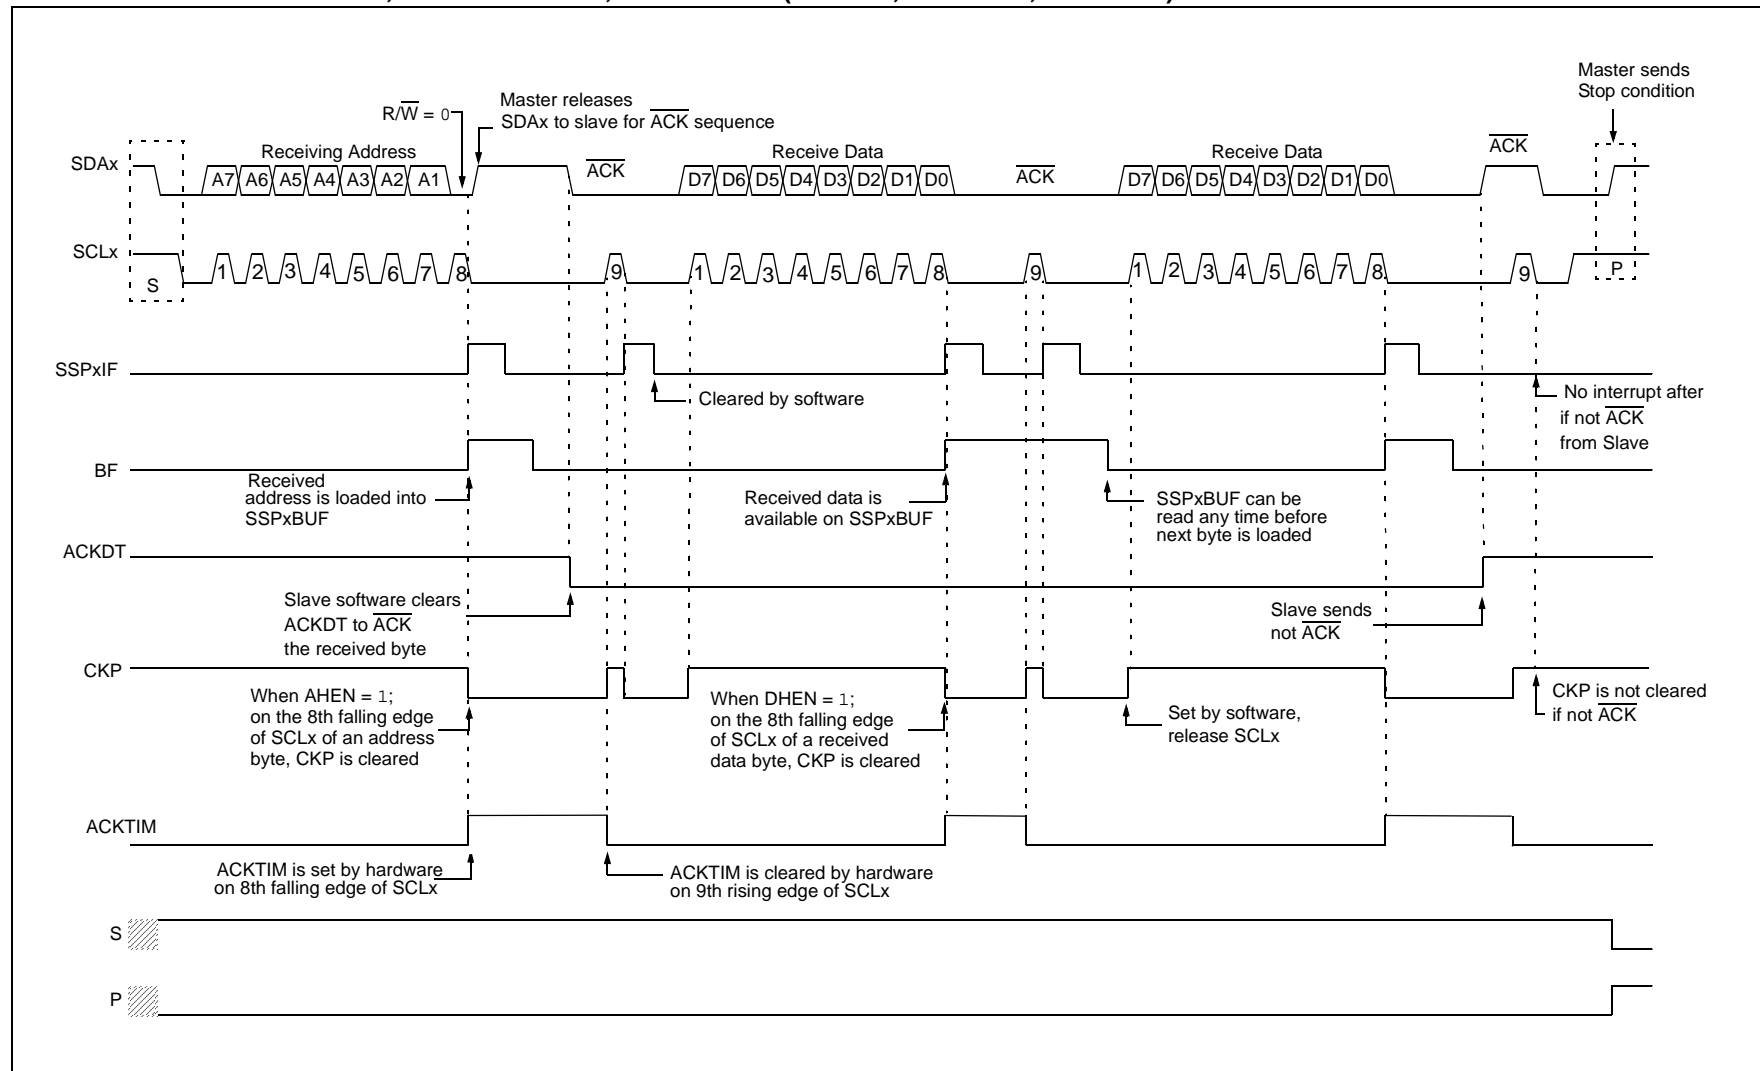 Master sends
Stop condition
Master releases
SDAx to slave for ACK sequence
R/W = 0
SDAx
Receiving Address
ACK
Receive Data
ACK
Receive Data
ACK
A7 A6 A5 A4 A3 A2 A1
D7 D6 D5 D4 D3 D2 D1 D0
D7 D6 D5 D4 D3 D2 D1 D0
SCLx
S
1 2 3 4 5 6 7 8 9
1 2 3 4 5 6 7 8 9
1 2 3 4 5 6 7 8 9
P
SSPxIF
Cleared by software
No interrupt after
if not ACK
from Slave
BF
Received
address is loaded into
SSPxBUF
Received data is
available on SSPxBUF
SSPxBUF can be
read any time before
next byte is loaded
ACKDT
Slave software clears
ACKDT to ACK
the received byte
Slave sends
not ACK
CKP
When AHEN = 1;
on the 8th falling edge
of SCLx of an address
byte, CKP is cleared
When DHEN = 1;
on the 8th falling edge
of SCLx of a received
data byte, CKP is cleared
Set by software,
release SCLx
CKP is not cleared
if not ACK
ACKTIM
ACKTIM is set by hardware
on 8th falling edge of SCLx
ACKTIM is cleared by hardware
on 9th rising edge of SCLx
S
P